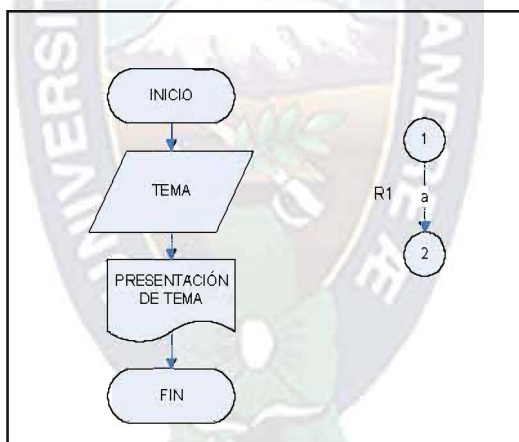 INICIO
TEMA
PRESENTACIÓN
DE TEMA
FIN
1
R1 a
2